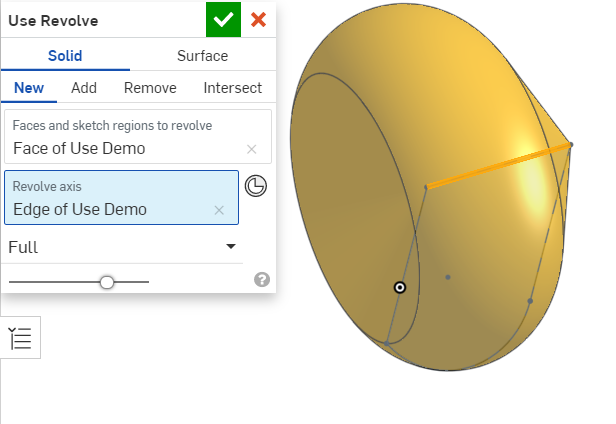 Use Revolve
Solid Surface
New Add Remove Intersect
Faces and sketch regions to revolve
Face of Use Demo
Revolve axis
Edge of Use Demo
Full